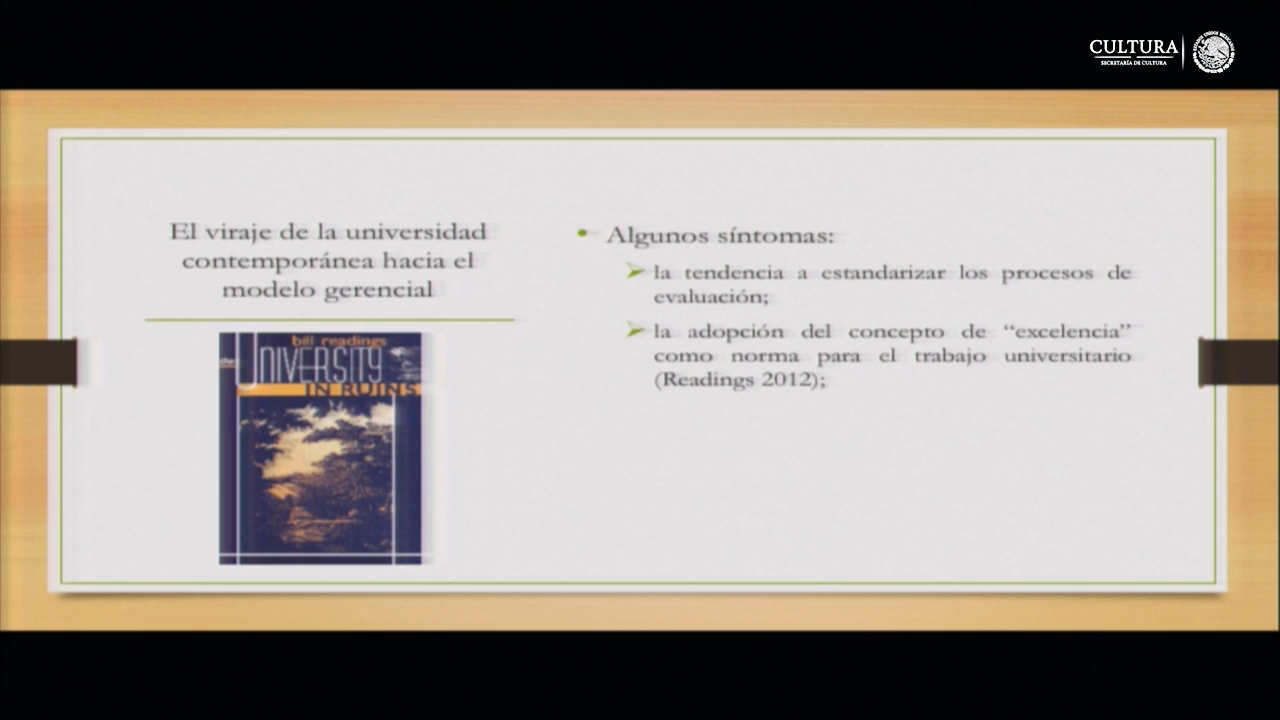 CULTURA
SECRETARÍA DE CULTURA
El viraje de la universidad
contemporánea hacia el
modelo gerencial
bill readings
UNIVERSITY
IN RUINS
• Algunos síntomas:
la tendencia a estandarizar los procesos de
evaluación;
la adopción del concepto de “excelencia”
como norma para el trabajo universitario
(Readings 2012);